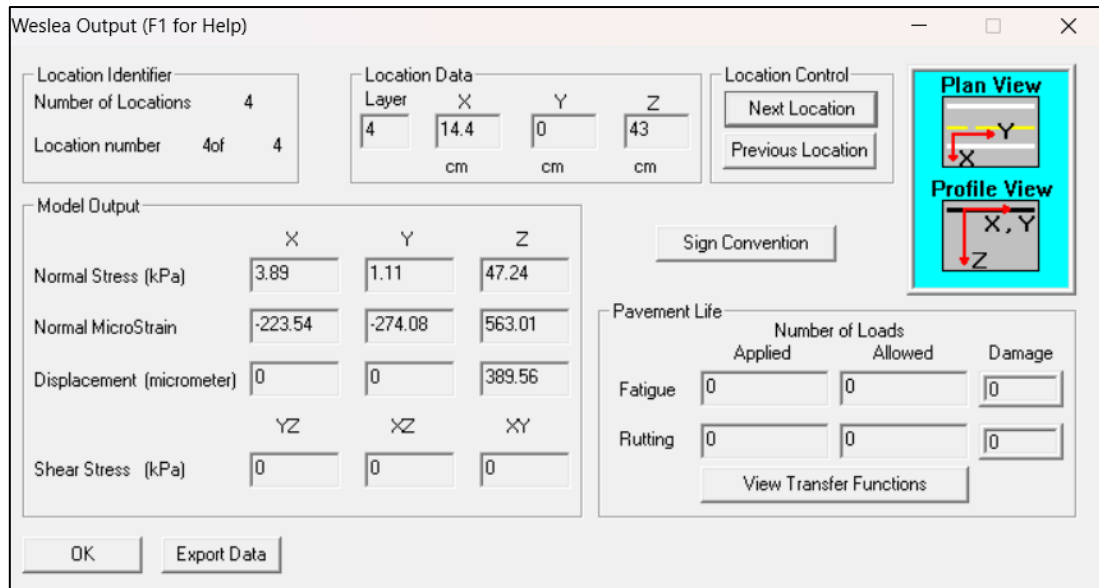 Weslea Output (F1 for Help)
Location Identifier
Number of Locations 4
Location number 4of 4
Location Data
Layer X Y Z
4 14.4 0 43
cm cm cm
Location Control
Next Location
Previous Location
Plan View
Y
X
Profile View
X, Y
Z
Model Output
X Y Z
Normal Stress (kPa) 3.89 1.11 47.24
Normal MicroStrain -223.54 -274.08 563.01
Displacement (micrometer) 0 0 389.56
YZ XZ XY
Shear Stress (kPa) 0 0 0
Sign Convention
Pavement Life
Number of Loads
Applied Allowed Damage
Fatigue 0 0 0
Rutting 0 0 0
View Transfer Functions
OK Export Data